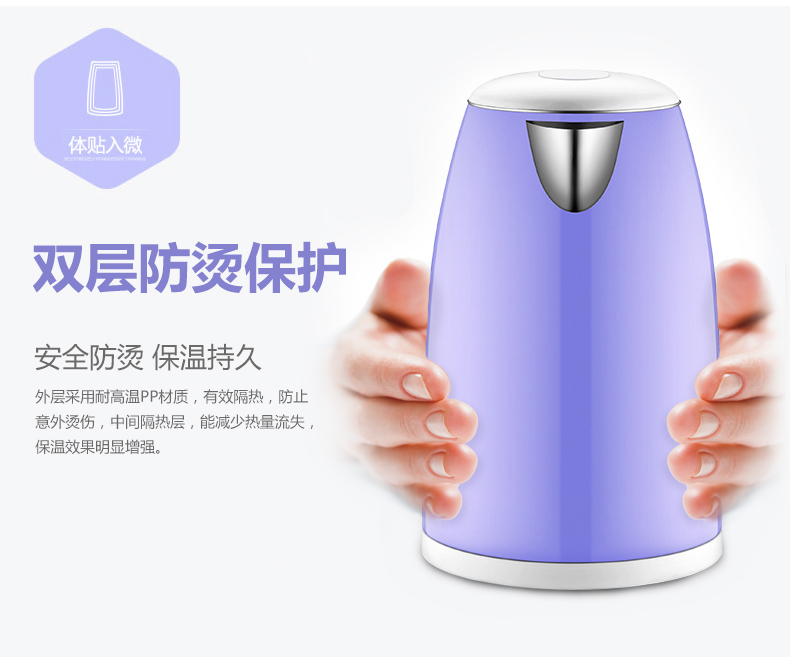 体贴入微
双层防烫保护
安全防烫 保温持久
外层采用耐高温PP材质，有效隔热，防止
意外烫伤，中间隔热层，能减少热量流失，
保温效果明显增强。